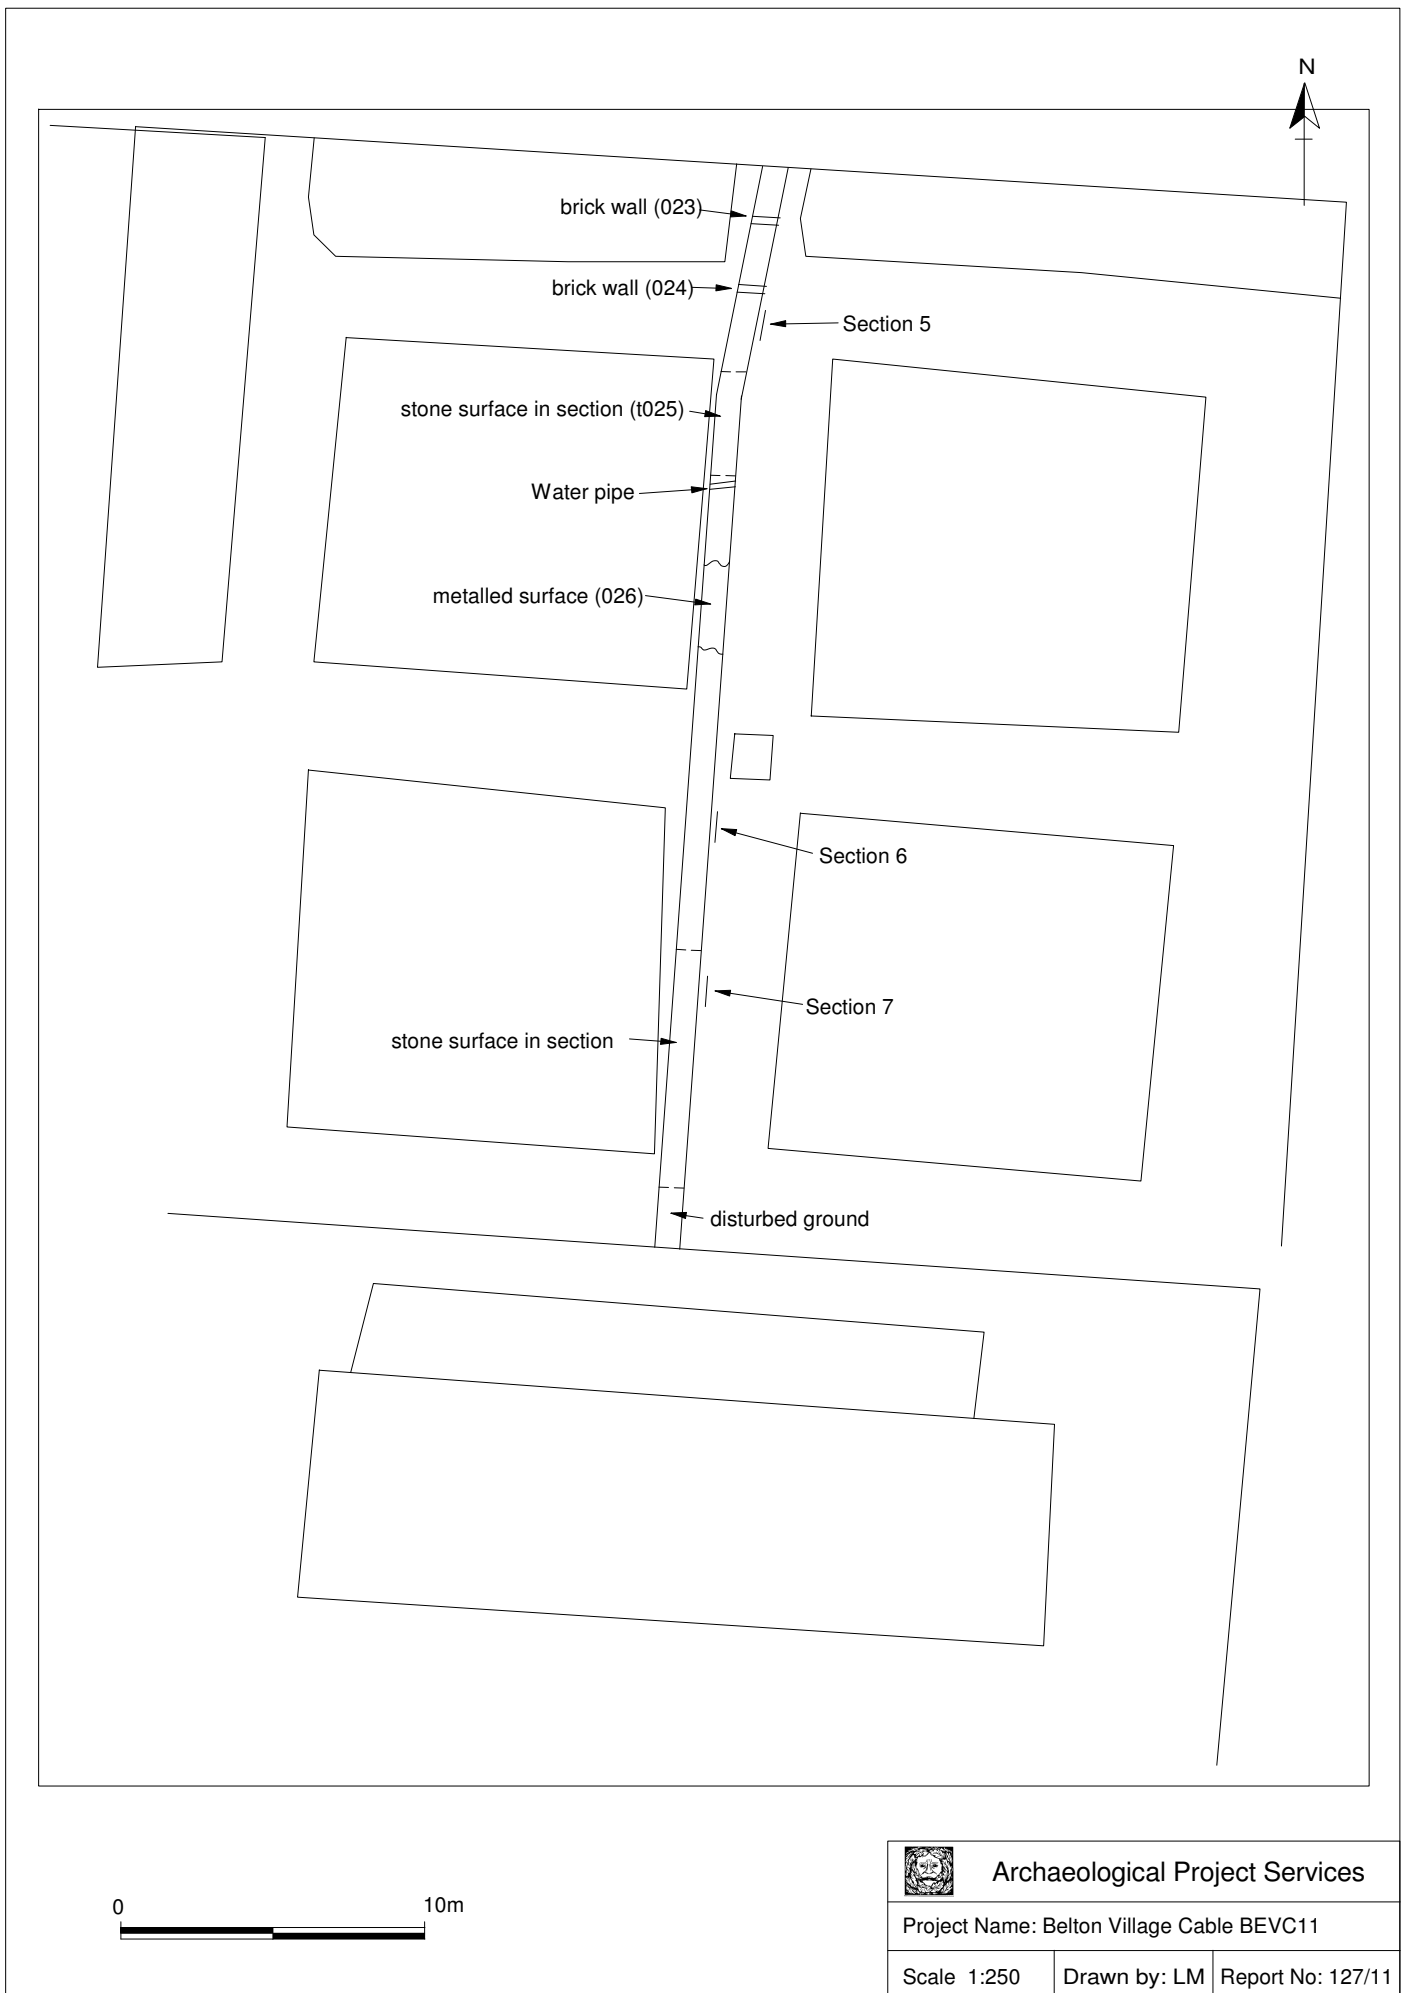 N
brick wall (023)
brick wall (024)
Section 5
stone surface in section (t025)
Water pipe
metalled surface (026)
Section 6
Section 7
stone surface in section
disturbed ground
0 10m
Archaeological Project Services
Project Name: Belton Village Cable BEVC11
Scale 1:250 Drawn by: LM Report No: 127/11